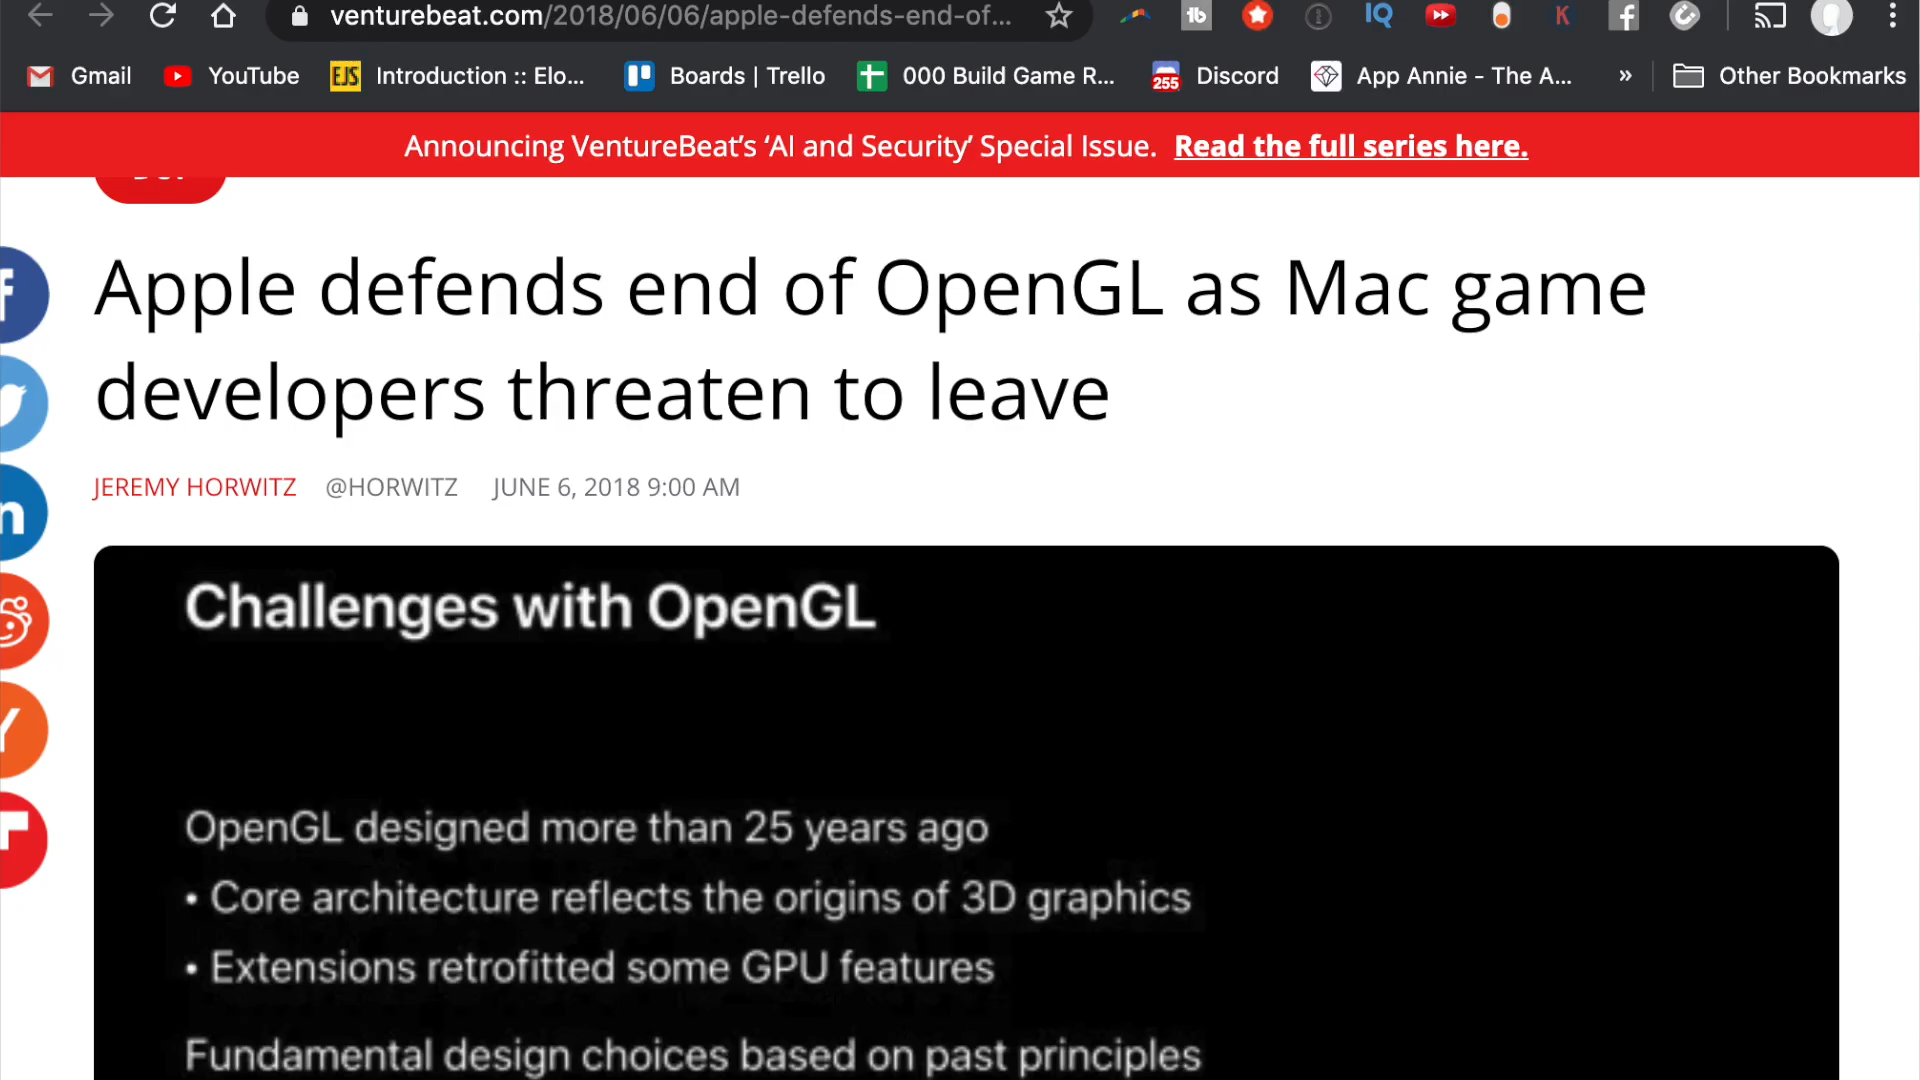 venturebeat.com/2018/06/06/apple-defends-end-of...
Gmail
YouTube
EJS
Introduction :: Elo...
Boards | Trello
000 Build Game R...
255
Discord
App Annie - The A...
»
Other Bookmarks
Announcing VentureBeat's 'AI and Security' Special Issue. Read the full series here.
Apple defends end of OpenGL as Mac game
developers threaten to leave
JEREMY HORWITZ @HORWITZ JUNE 6, 2018 9:00 AM
Challenges with OpenGL
OpenGL designed more than 25 years ago
• Core architecture reflects the origins of 3D graphics
• Extensions retrofitted some GPU features
Fundamental design choices based on past principles